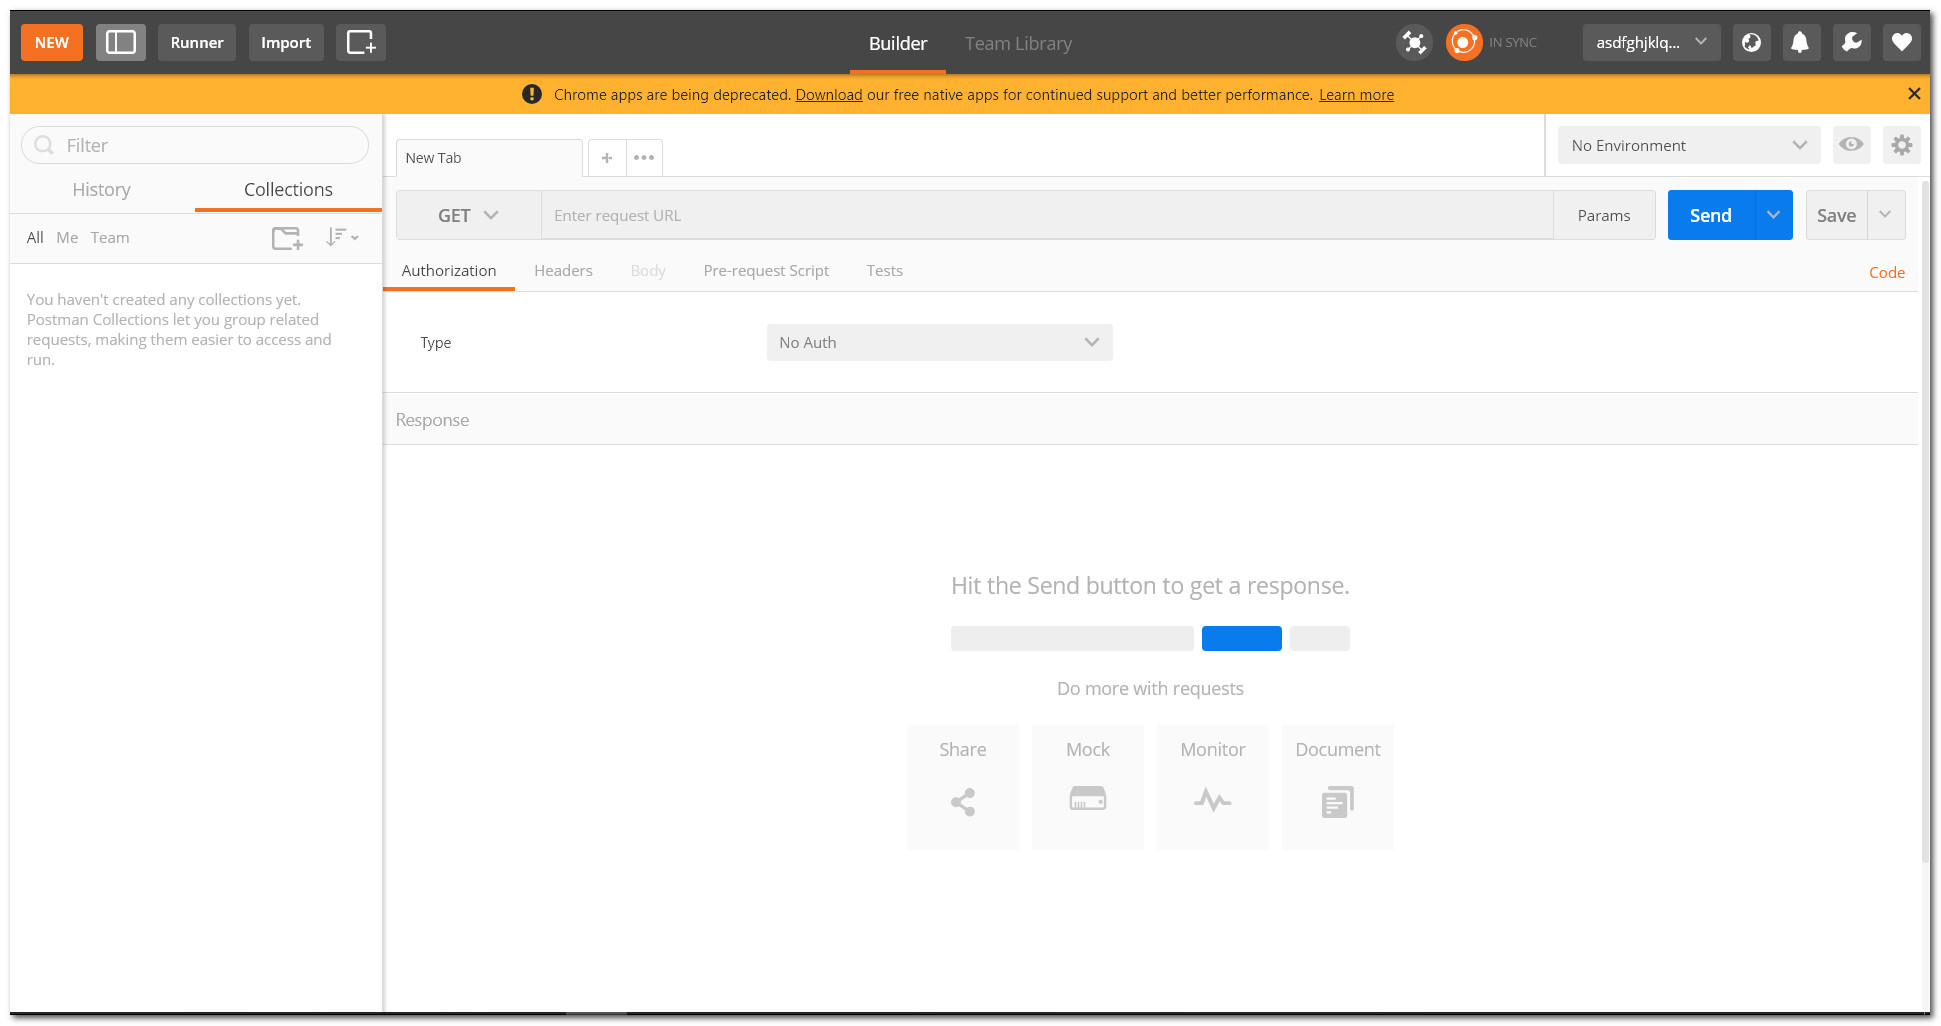 NEW
Runner
Import
Builder
Team Library
IN SYNC
asdfghjklq...
Chrome apps are being deprecated. Download our free native apps for continued support and better performance. Learn more
Filter
History
Collections
All Me Team
You haven't created any collections yet.
Postman Collections let you group related
requests, making them easier to access and
run.
New Tab
No Environment
GET
Enter request URL
Params
Send
Save
Authorization
Headers
Body
Pre-request Script
Tests
Code
Type
No Auth
Response
Hit the Send button to get a response.
Do more with requests
Share
Mock
Monitor
Document